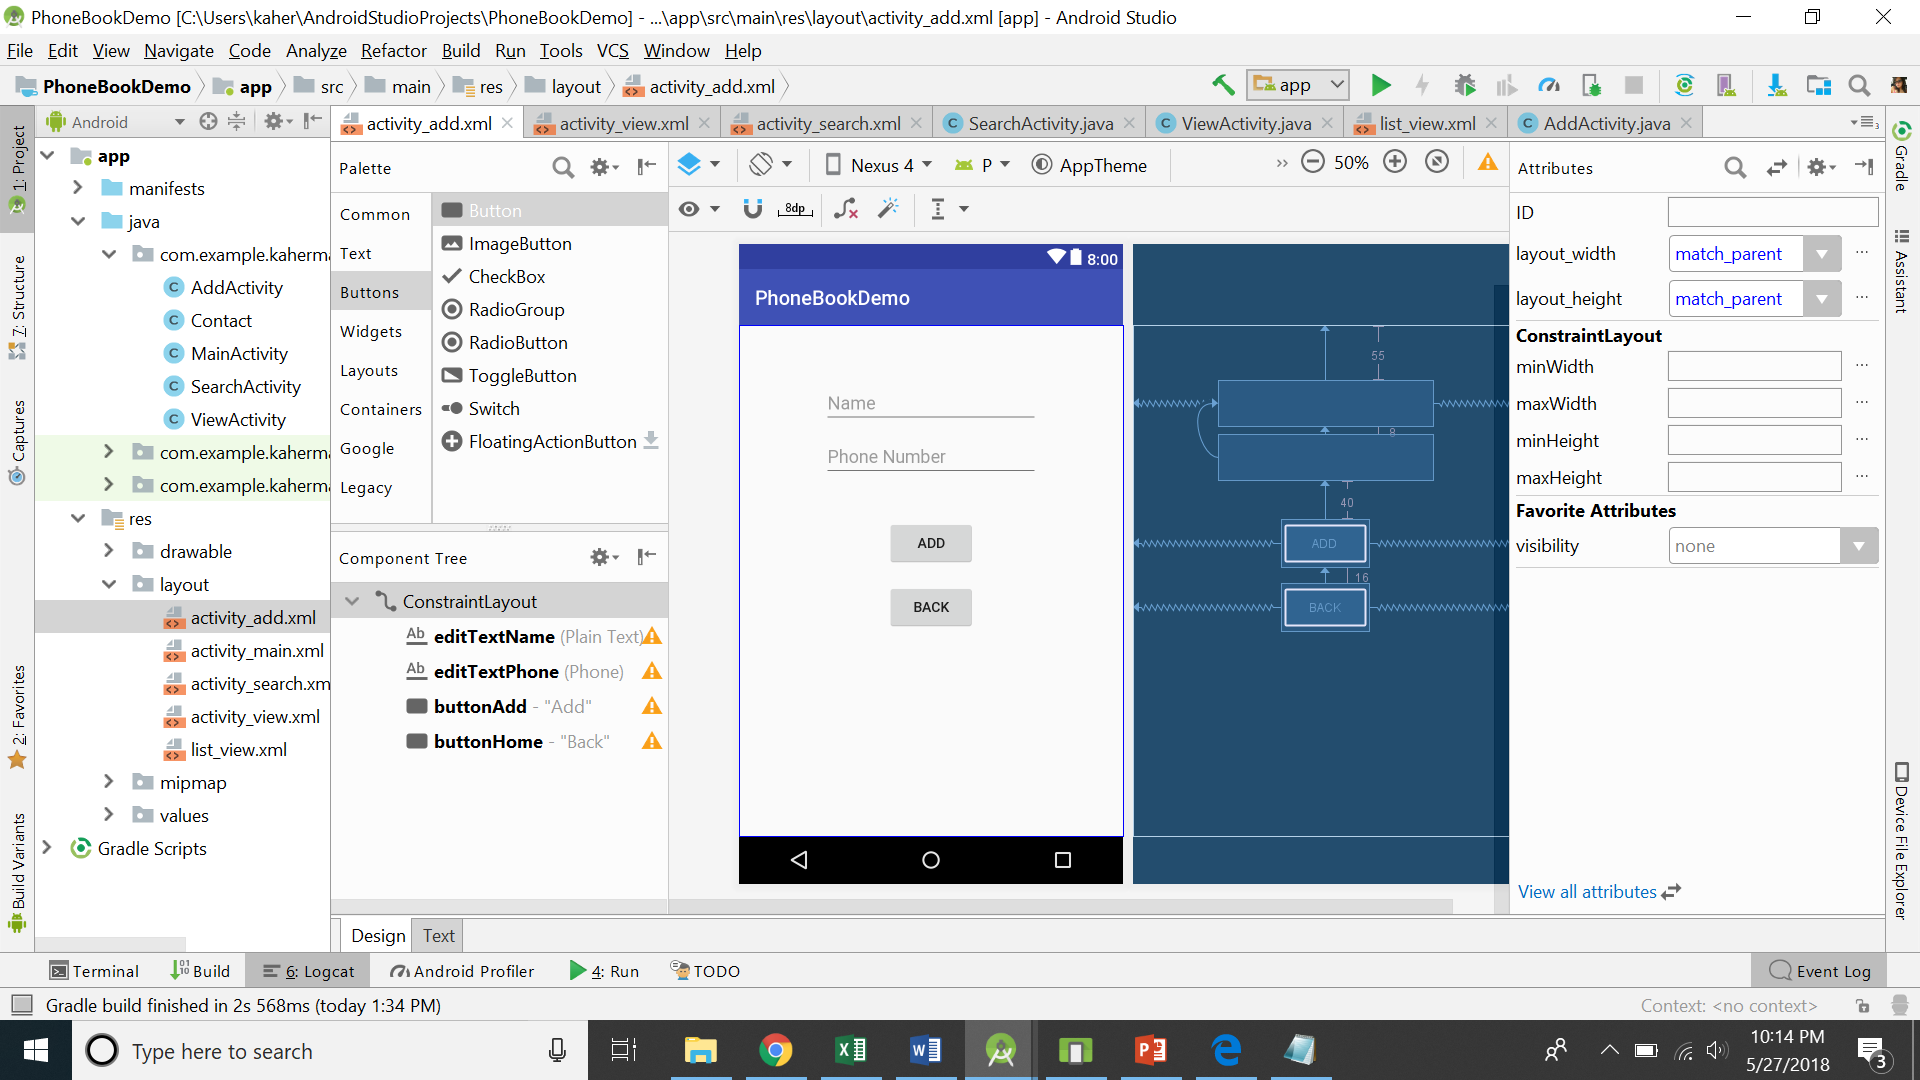 PhoneBookDemo [C:\Users\kaher\AndroidStudioProjects\PhoneBookDemo] - ...\app\src\main\res\layout\activity_add.xml [app] - Android Studio
File Edit View Navigate Code Analyze Refactor Build Run Tools VCS Window Help
PhoneBookDemo app src main res layout activity_add.xml app
Android activity_add.xml activity_view.xml activity_search.xml SearchActivity.java ViewActivity.java list_view.xml AddActivity.java 3
1: Project
7: Structure
Captures
2: Favorites
Build Variants
app
manifests
java
com.example.kaherma
AddActivity
Contact
MainActivity
SearchActivity
ViewActivity
com.example.kaherma
com.example.kaherma
res
drawable
layout
activity_add.xml
activity_main.xml
activity_search.xm
activity_view.xml
list_view.xml
mipmap
values
Gradle Scripts
Palette
Common
Text
Buttons
Widgets
Layouts
Containers
Google
Legacy
Button
ImageButton
CheckBox
RadioGroup
RadioButton
ToggleButton
Switch
FloatingActionButton
Component Tree
ConstraintLayout
Ab editTextName (Plain Text)
Ab editTextPhone (Phone)
buttonAdd - "Add"
buttonHome - "Back"
Nexus 4 P AppTheme >> 50%
8dp
8:00
PhoneBookDemo
Name
Phone Number
ADD
BACK
55
8
40
ADD
16
BACK
Attributes
ID
layout_width match_parent ...
layout_height match_parent ...
ConstraintLayout
minWidth ...
maxWidth ...
minHeight ...
maxHeight ...
Favorite Attributes
visibility none
View all attributes
Gradle
Assistant
Device File Explorer
Design Text
Terminal Build 6: Logcat Android Profiler 4: Run TODO Event Log
Gradle build finished in 2s 568ms (today 1:34 PM) Context: <no context>
Type here to search
10:14 PM
5/27/2018
3